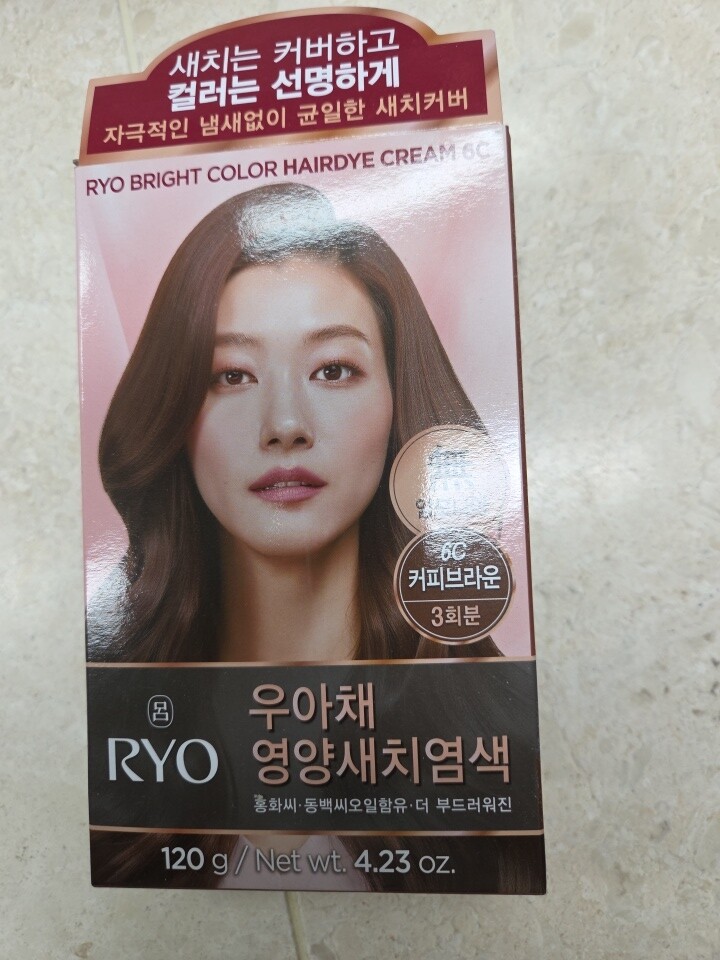 새치는 커버하고
컬러는 선명하게
자극적인 냄새없이 균일한 새치커버
RYO BRIGHT COLOR HAIRDYE CREAM 6C
6C
커피브라운
3회분
呂
RYO
우아채
영양새치염색
홍화씨·동백씨오일함유·더 부드러워진
120 g / Net wt. 4.23 oz.